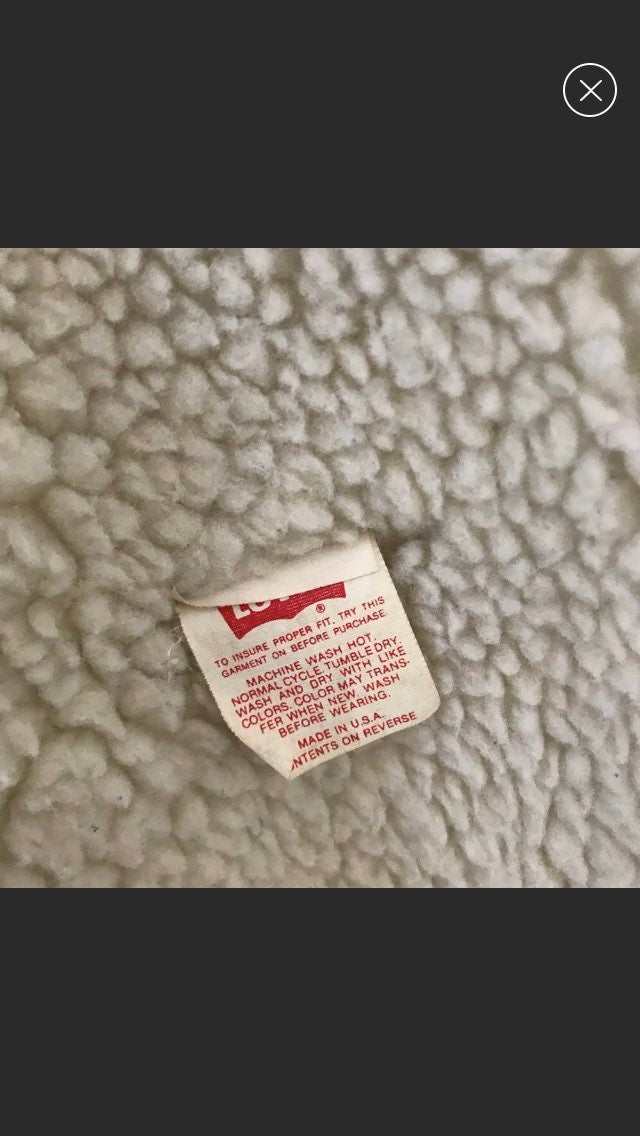 TO INSURE PROPER FIT, TRY THIS
GARMENT ON BEFORE PURCHASE.
MACHINE WASH HOT,
NORMAL CYCLE, TUMBLE DRY.
WASH AND DRY WITH LIKE
COLORS. COLOR MAY TRANS-
FER WHEN NEW. WASH
BEFORE WEARING.
MADE IN U.S.A.
NTENTS ON REVERSE